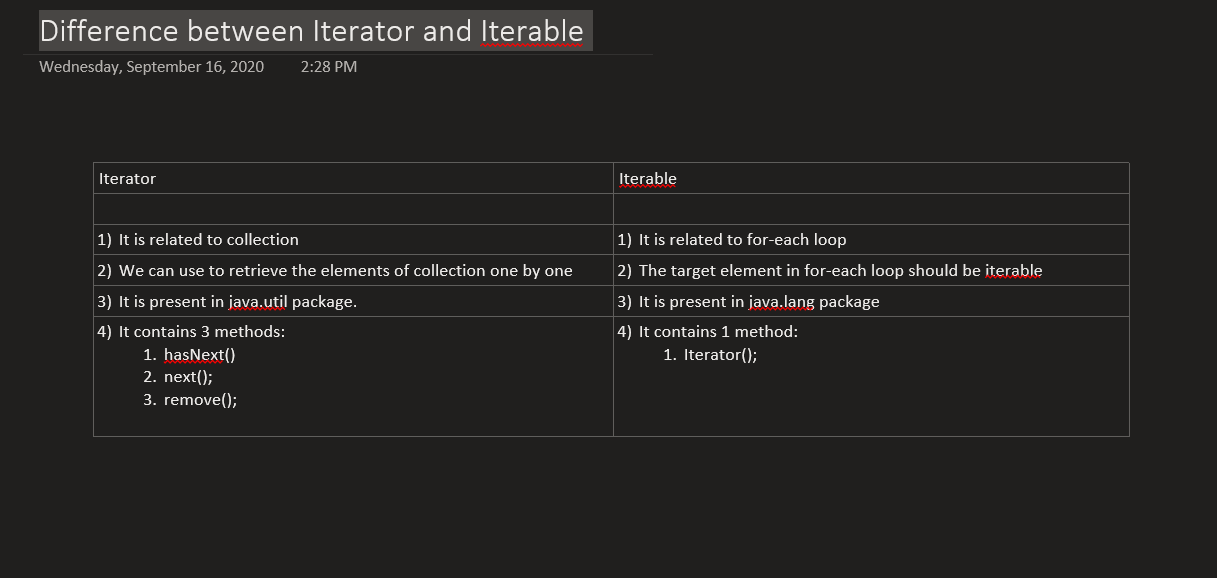 Difference between Iterator and Iterable
Wednesday, September 16, 2020 2:28 PM
Iterator
Iterable
1) It is related to collection
1) It is related to for-each loop
2) We can use to retrieve the elements of collection one by one
2) The target element in for-each loop should be iterable
3) It is present in java.util package.
3) It is present in java.lang package
4) It contains 3 methods:
1. hasNext()
2. next();
3. remove();
4) It contains 1 method:
1. Iterator();